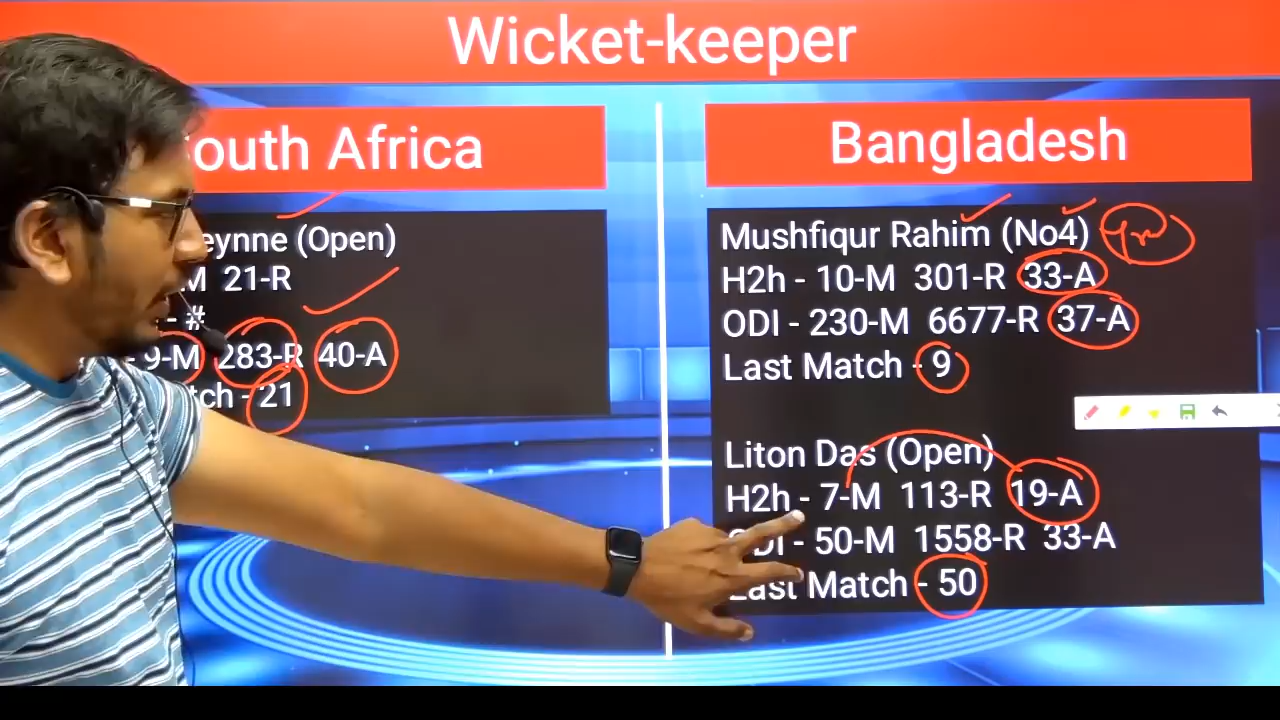 Wicket-keeper
outh Africa
eynne (Open)
M 21-R
- #
- 9-M 283-R 40-A
tch - 21
Bangladesh
Mushfiqur Rahim (No4)
H2h - 10-M 301-R 33-A
ODI - 230-M 6677-R 37-A
Last Match - 9
Liton Das (Open)
H2h - 7-M 113-R 19-A
ODI - 50-M 1558-R 33-A
Last Match - 50